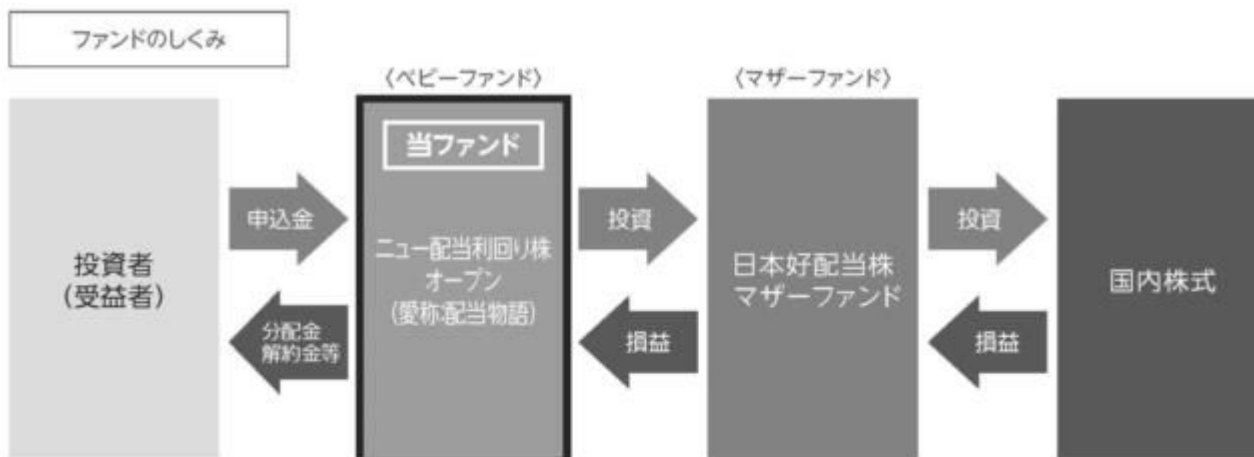 ファンドのしくみ
〈ベビーファンド〉
〈マザーファンド〉
投資者
(受益者)
申込金
分配金
解約金等
当ファンド
ニュー配当利回り株
オープン
(愛称:配当物語)
投資
損益
日本好配当株
マザーファンド
投資
損益
国内株式